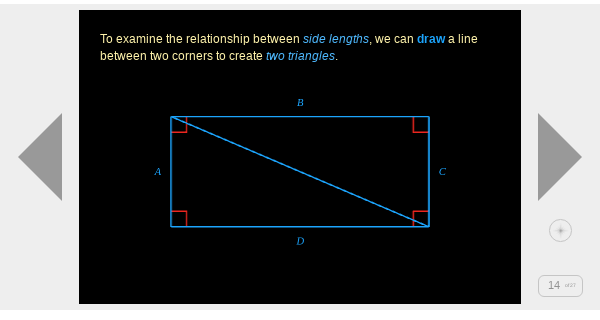 To examine the relationship between side lengths, we can draw a line
between two corners to create two triangles.
B
A
C
D
14